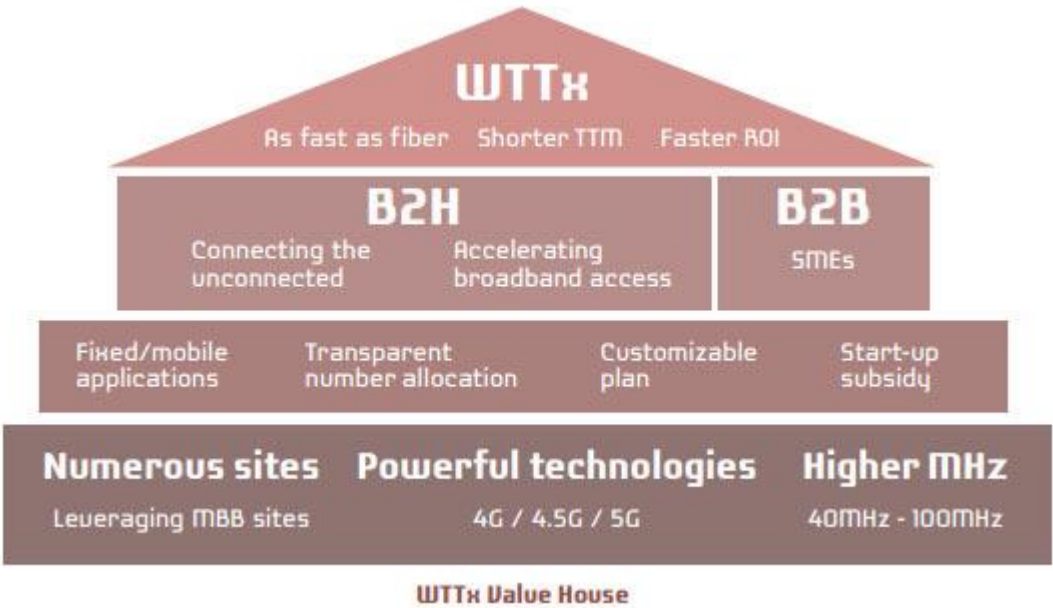 WTTx
As fast as fiber Shorter TTM Faster ROI
B2H B2B
Connecting the Accelerating SMEs
unconnected broadband access
Fixed/mobile Transparent Customizable Start-up
applications number allocation plan subsidy
Numerous sites Powerful technologies Higher MHz
Leveraging MBB sites 4G / 4.5G / 5G 40MHz - 100MHz
WTTx Value House